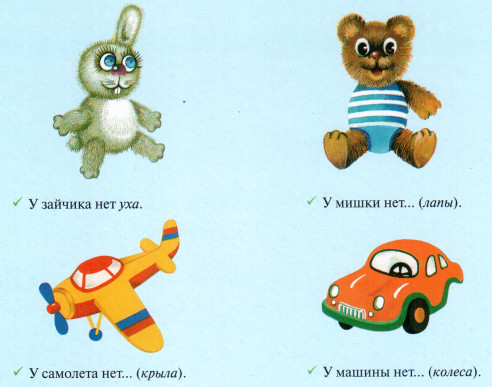 ✓ У зайчика нет уха.
✓ У мишки нет... (лапы).
✓ У самолета нет... (крыла).
✓ У машины нет... (колеса).